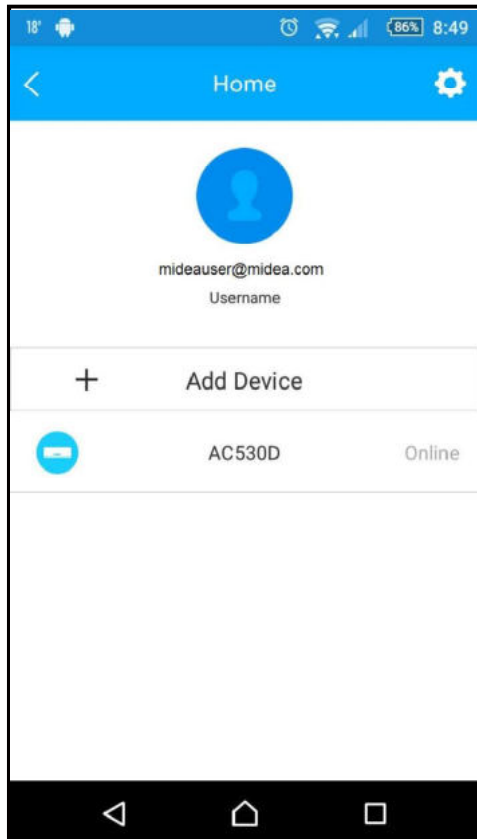 18° 86% 8:49
Home
mideauser@midea.com
Username
+ Add Device
AC530D Online